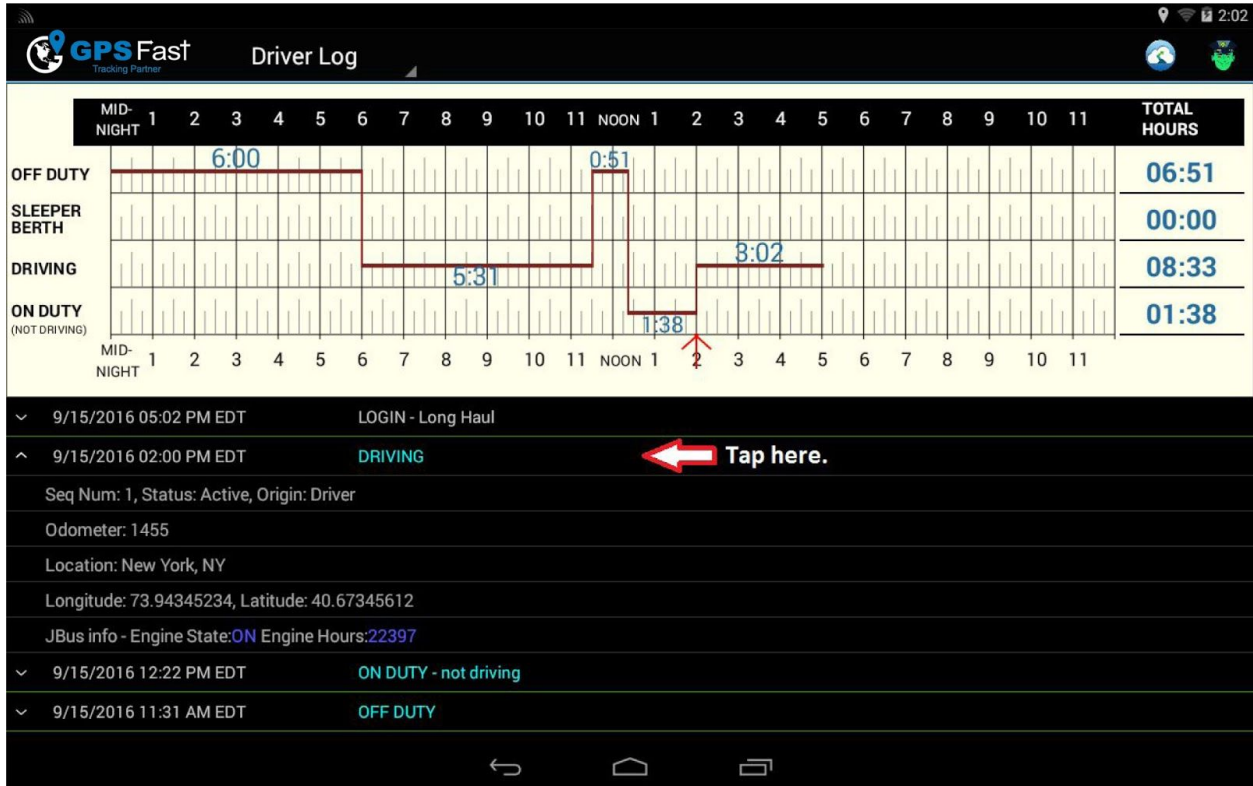 2:02
GPS Fast
Tracking Partner
Driver Log
MID-NIGHT 1 2 3 4 5 6 7 8 9 10 11 NOON 1 2 3 4 5 6 7 8 9 10 11 TOTAL HOURS
6:00 0:51
OFF DUTY 06:51
SLEEPER BERTH 00:00
3:02
DRIVING 08:33
5:31
ON DUTY 01:38
(NOT DRIVING)
1:38
MID-NIGHT 1 2 3 4 5 6 7 8 9 10 11 NOON 1 2 3 4 5 6 7 8 9 10 11
9/15/2016 05:02 PM EDT LOGIN - Long Haul
9/15/2016 02:00 PM EDT DRIVING Tap here.
Seq Num: 1, Status: Active, Origin: Driver
Odometer: 1455
Location: New York, NY
Longitude: 73.94345234, Latitude: 40.67345612
JBus info - Engine State:ON Engine Hours:22397
9/15/2016 12:22 PM EDT ON DUTY - not driving
9/15/2016 11:31 AM EDT OFF DUTY